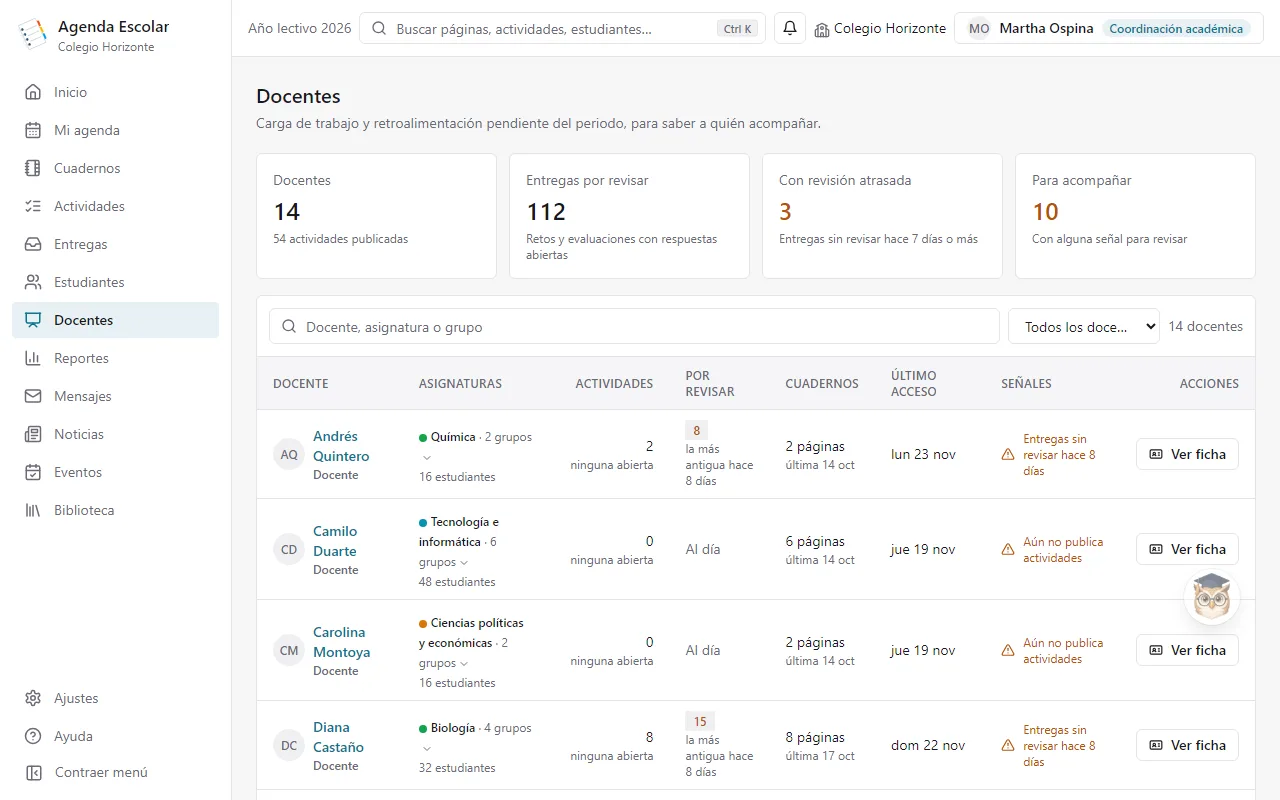 Agenda Escolar
Colegio Horizonte
Inicio
Mi agenda
Cuadernos
Actividades
Entregas
Estudiantes
Docentes
Reportes
Mensajes
Noticias
Eventos
Biblioteca
Ajustes
Ayuda
Contraer menú
Año lectivo 2026
Buscar páginas, actividades, estudiantes...
Ctrl K
Colegio Horizonte
MO Martha Ospina Coordinación académica
Docentes
Carga de trabajo y retroalimentación pendiente del periodo, para saber a quién acompañar.
Docentes
14
54 actividades publicadas
Entregas por revisar
112
Retos y evaluaciones con respuestas
abiertas
Con revisión atrasada
3
Entregas sin revisar hace 7 días o más
Para acompañar
10
Con alguna señal para revisar
Docente, asignatura o grupo
Todos los doce...
14 docentes
DOCENTE
ASIGNATURAS
ACTIVIDADES
POR
REVISAR
CUADERNOS
ÚLTIMO
ACCESO
SEÑALES
ACCIONES
AQ
Andrés
Quintero
Docente
Química · 2 grupos
16 estudiantes
2
ninguna abierta
8
la más
antigua hace
8 días
2 páginas
última 14 oct
lun 23 nov
Entregas sin
revisar hace 8
días
Ver ficha
CD
Camilo
Duarte
Docente
Tecnología e
informática · 6
grupos
48 estudiantes
0
ninguna abierta
Al día
6 páginas
última 14 oct
jue 19 nov
Aún no publica
actividades
Ver ficha
CM
Carolina
Montoya
Docente
Ciencias políticas
y económicas · 2
grupos
16 estudiantes
0
ninguna abierta
Al día
2 páginas
última 14 oct
jue 19 nov
Aún no publica
actividades
Ver ficha
DC
Diana
Castaño
Docente
Biología · 4 grupos
32 estudiantes
8
ninguna abierta
15
la más
antigua hace
8 días
8 páginas
última 17 oct
dom 22 nov
Entregas sin
revisar hace 8
días
Ver ficha